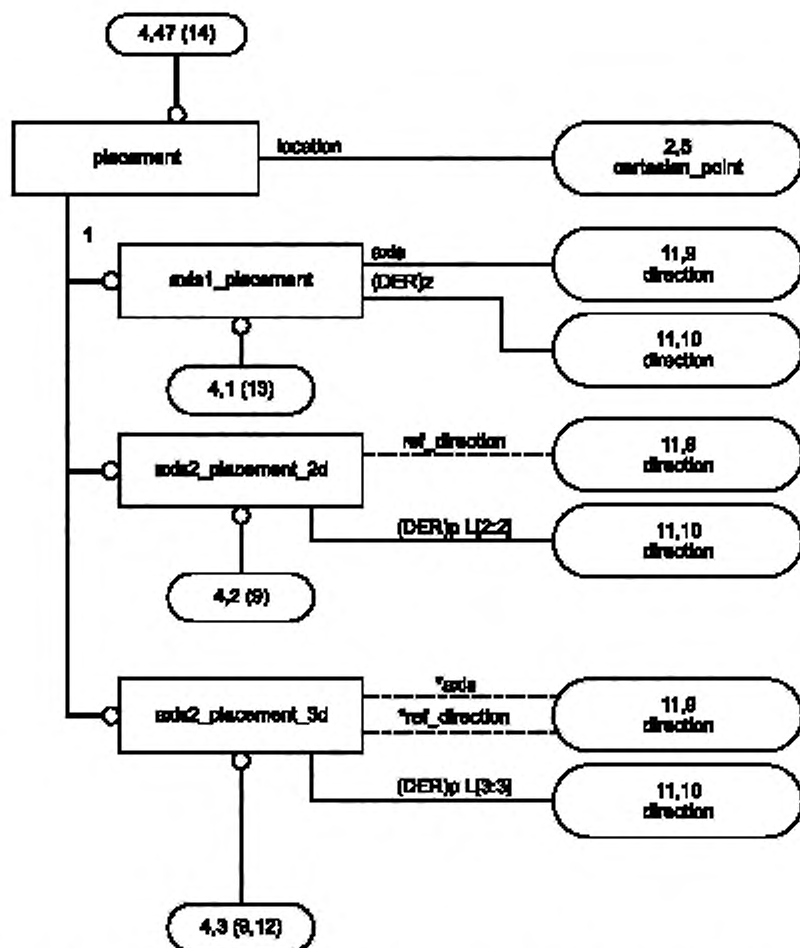 4,47 (14)
placement
location
2,5
cartesian_point
1
axis1_placement
axis
(DER)z
11,9
direction
11,10
direction
4,1 (13)
axis2_placement_2d
ref_direction
11,8
direction
(DER)p L[2:2]
11,10
direction
4,2 (9)
axis2_placement_3d
*axis
*ref_direction
11,9
direction
(DER)p L[3:3]
11,10
direction
4,3 (9,12)